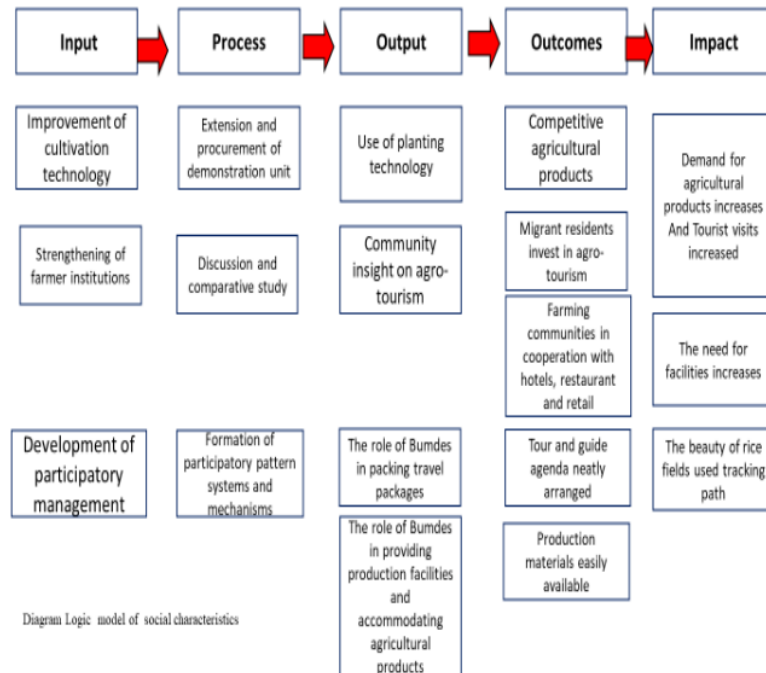 Input
Process
Output
Outcomes
Impact
Improvement of
cultivation
technology
Extension and
procurement of
demonstration unit
Use of planting
technology
Competitive
agricultural
products
Demand for
agricultural
products increases
And Tourist visits
increased
Strengthening of
farmer institutions
Discussion and
comparative study
Community
insight on agro-
tourism
Migrant residents
invest in agro-
tourism
Farming
communities in
cooperation with
hotels, restaurant
and retail
The need for
facilities increases
Development of
participatory
management
Formation of
participatory pattern
systems and
mechanisms
The role of Bumdes
in packing travel
packages
Tour and guide
agenda neatly
arranged
The beauty of rice
fields used tracking
path
The role of Bumdes
in providing
production facilities
and
accommodating
agricultural
products
Production
materials easily
available
Diagram Logic model of social characteristics